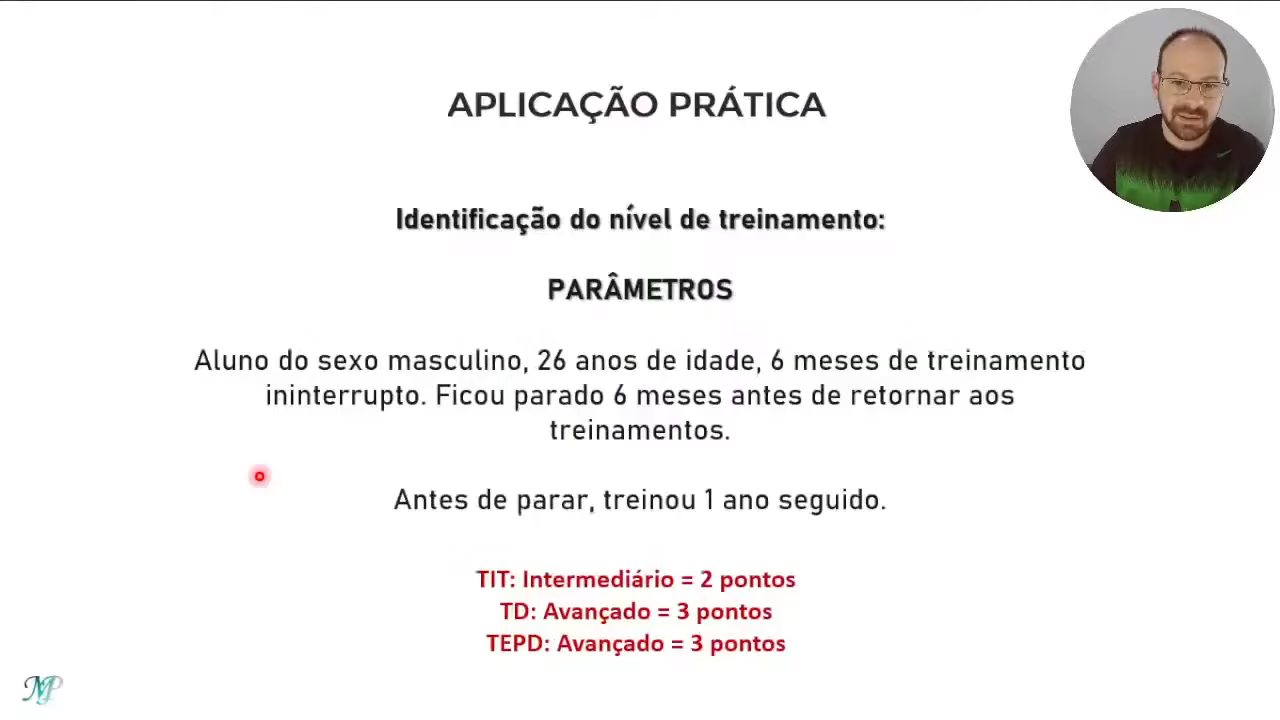 APLICAÇÃO PRÁTICA
Identificação do nível de treinamento:
PARÂMETROS
Aluno do sexo masculino, 26 anos de idade, 6 meses de treinamento
ininterrupto. Ficou parado 6 meses antes de retornar aos
treinamentos.
Antes de parar, treinou 1 ano seguido.
TIT: Intermediário = 2 pontos
TD: Avançado = 3 pontos
TEPD: Avançado = 3 pontos
MP